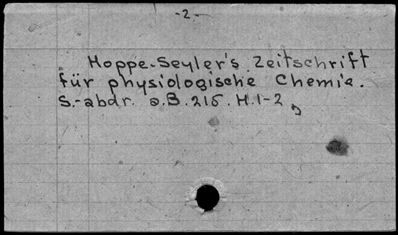 -2-
Hoppe-Seyler's Zeitschrift
für physiologische Chemie.
S.-abdr. a.B.215.H.1-2